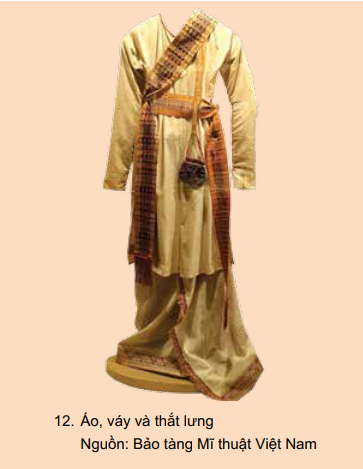 12. Áo, váy và thắt lưng
Nguồn: Bảo tàng Mĩ thuật Việt Nam